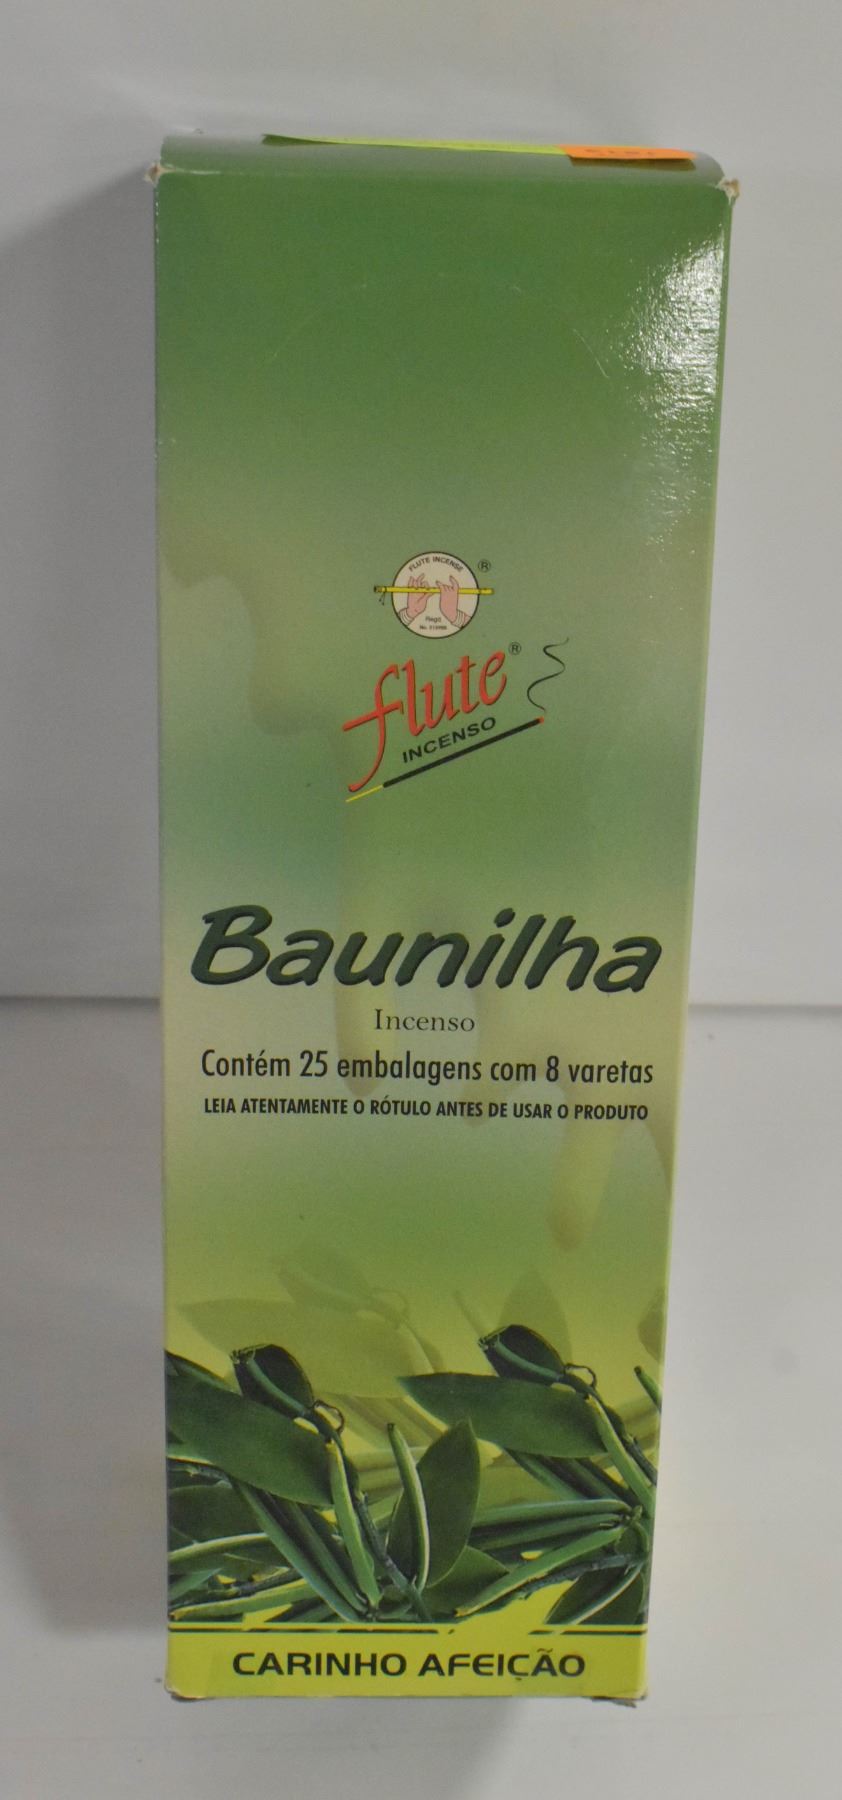 FLUTE INCENSE
®
Regd
flute®
INCENSO
Baunilha
Incenso
Contém 25 embalagens com 8 varetas
LEIA ATENTAMENTE O RÓTULO ANTES DE USAR O PRODUTO
CARINHO AFEIÇÃO